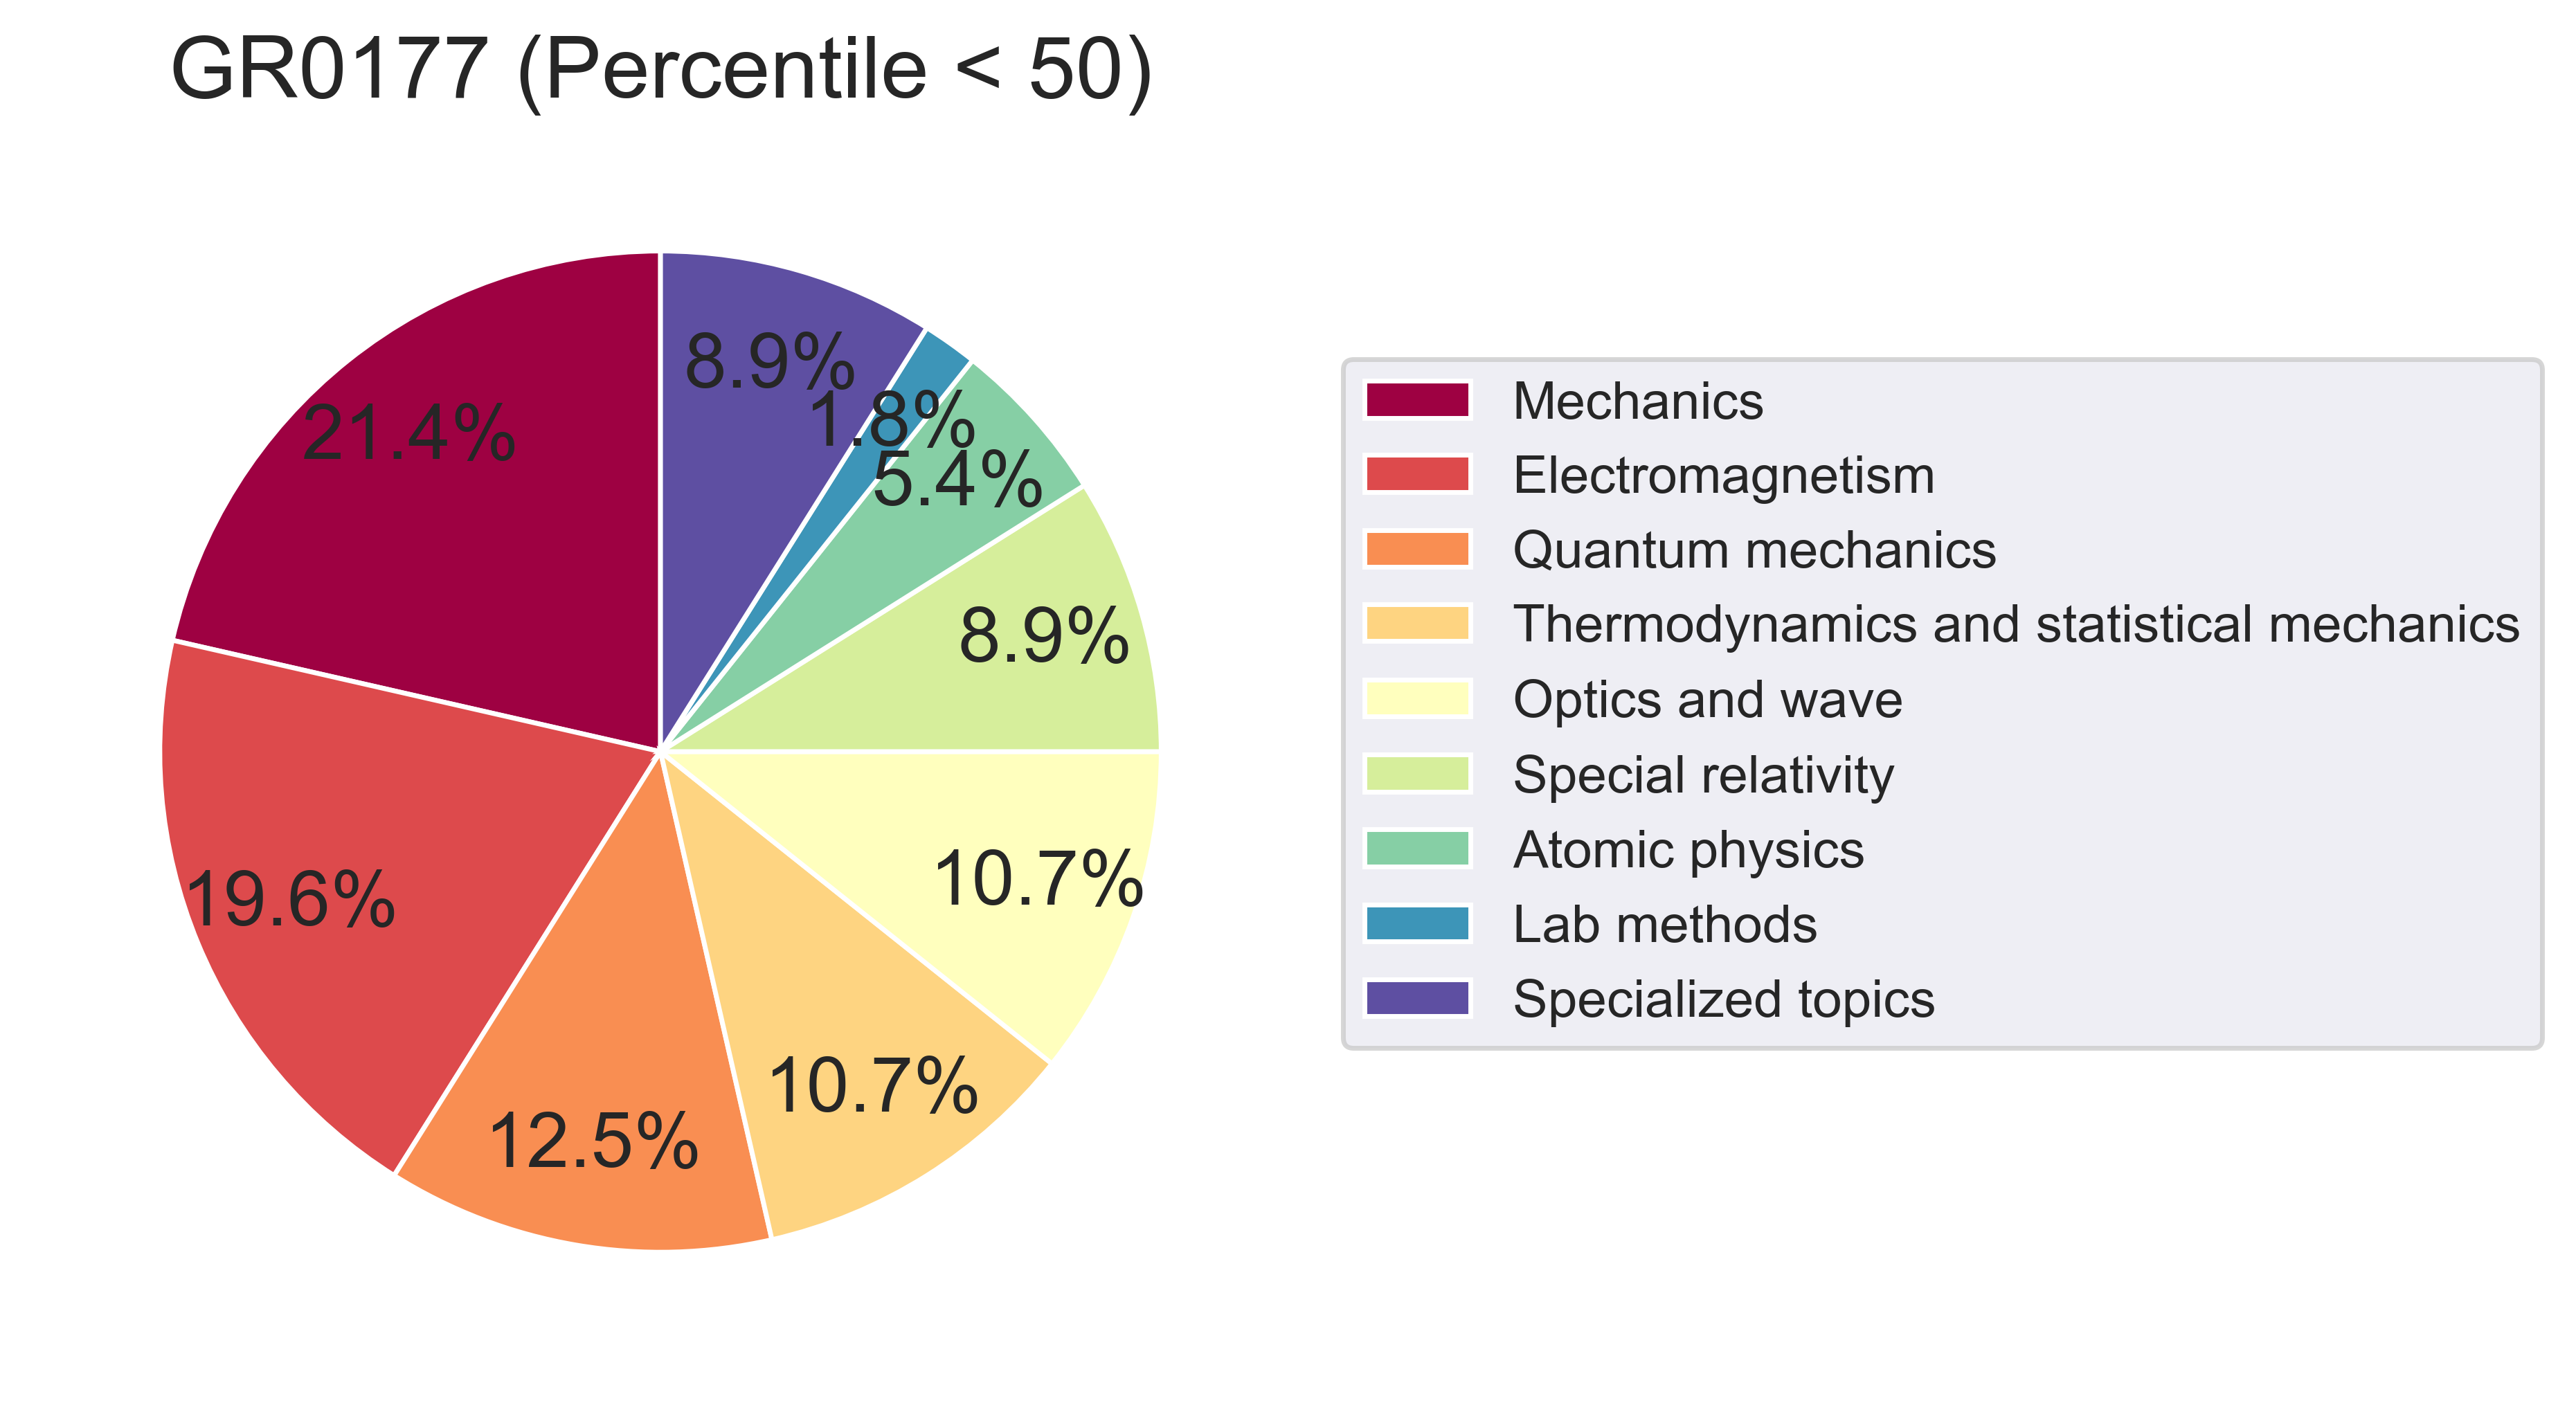 GR0177 (Percentile < 50)
8.9%
1.8%
21.4%
5.4%
8.9%
19.6%
10.7%
10.7%
12.5%
Mechanics
Electromagnetism
Quantum mechanics
Thermodynamics and statistical mechanics
Optics and wave
Special relativity
Atomic physics
Lab methods
Specialized topics